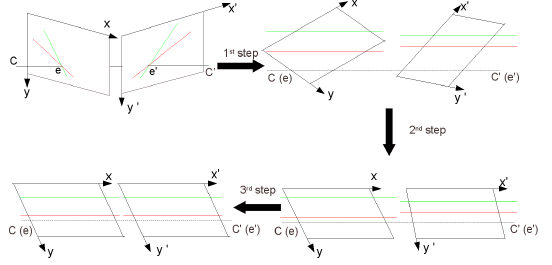 x x'
C e e' C'
y y'
1st step
x x'
C (e) y y' C' (e')
2nd step
x x'
C (e) y y' C' (e')
3rd step
x x'
C (e) y y' C' (e')